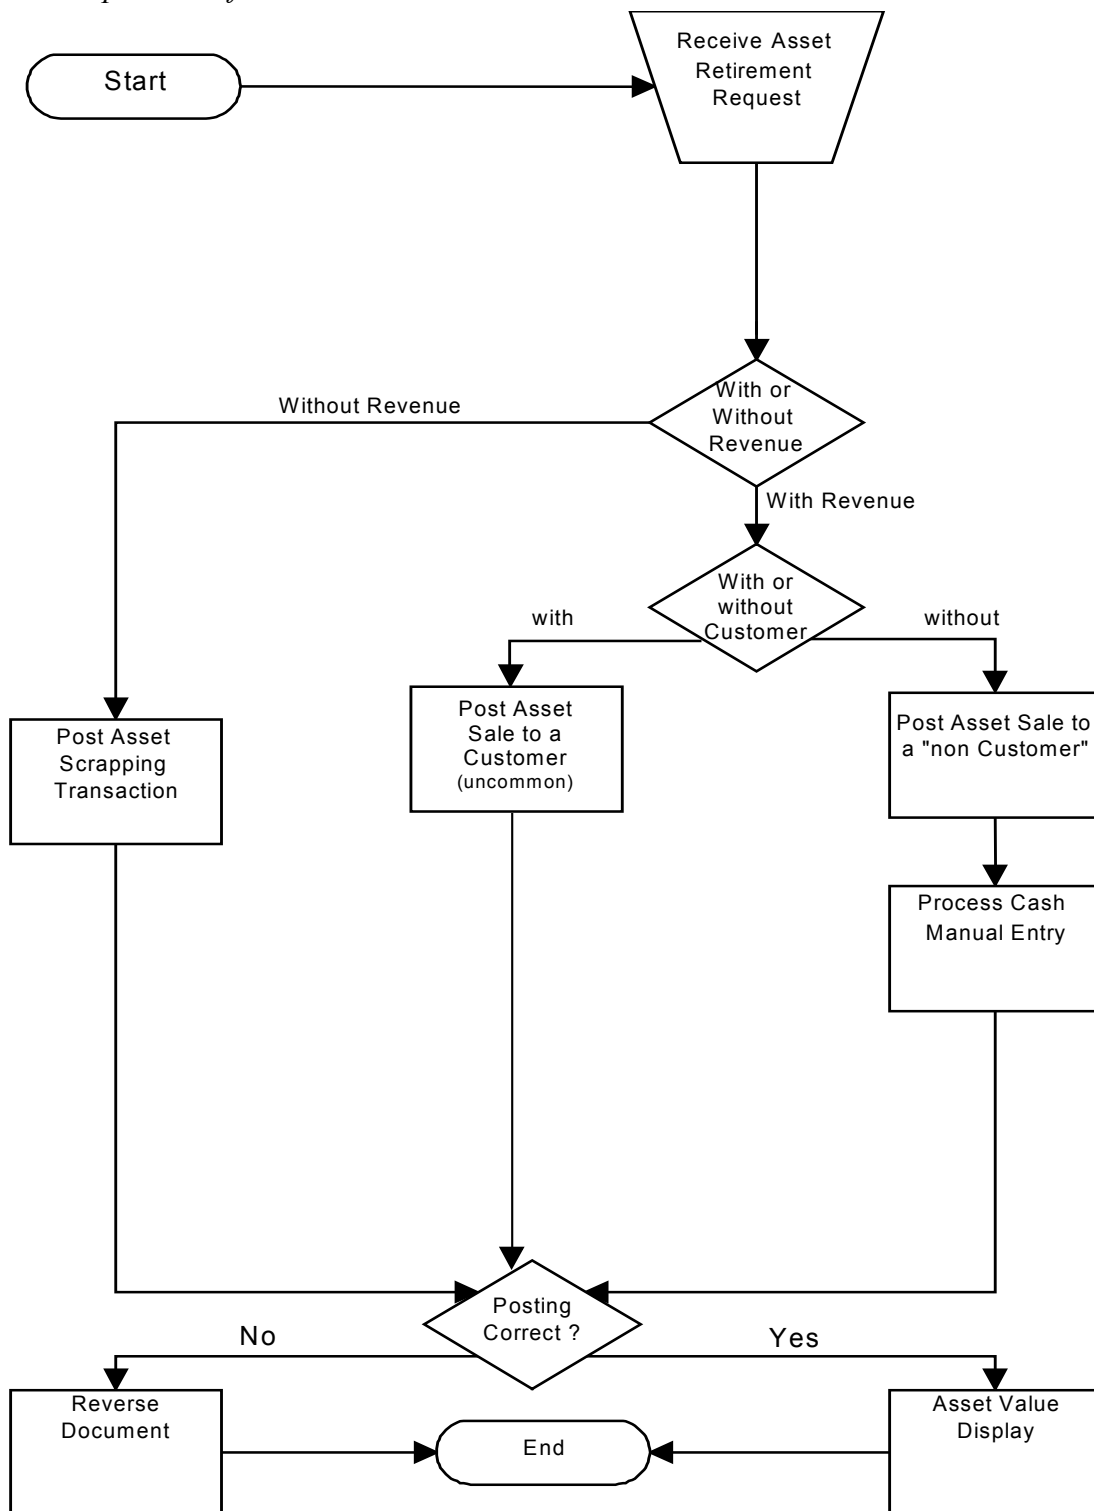 Start
Receive Asset
Retirement
Request
With or
Without
Revenue
Without Revenue
With Revenue
With or
without
Customer
with
without
Post Asset
Scrapping
Transaction
Post Asset
Sale to a
Customer
(uncommon)
Post Asset Sale to
a "non Customer"
Process Cash
Manual Entry
Posting
Correct ?
No
Yes
Reverse
Document
End
Asset Value
Display